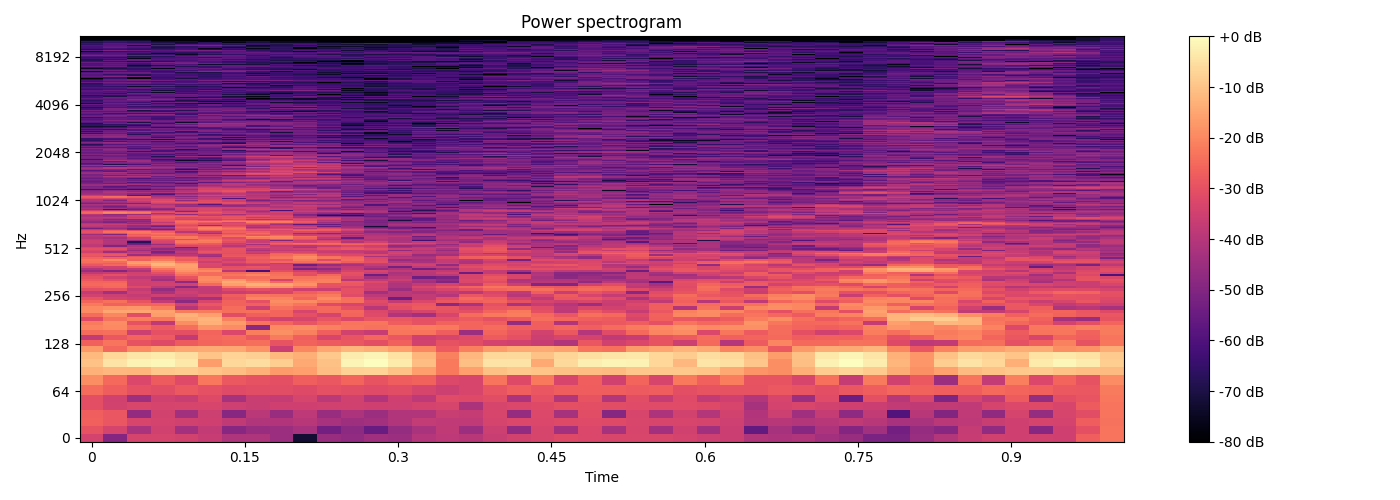 Power spectrogram
Hz
8192
4096
2048
1024
512
256
128
64
0
0 0.15 0.3 0.45 0.6 0.75 0.9
Time
+0 dB
-10 dB
-20 dB
-30 dB
-40 dB
-50 dB
-60 dB
-70 dB
-80 dB